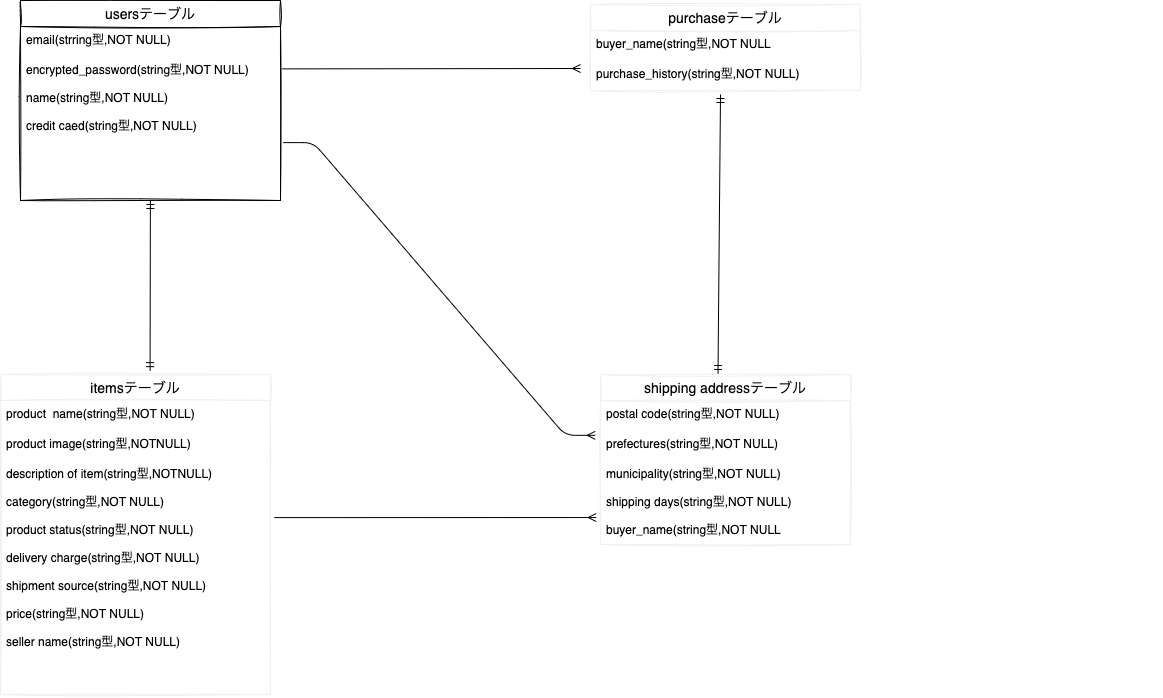 usersテーブル
email(strring型,NOT NULL)
encrypted_password(string型,NOT NULL)
name(string型,NOT NULL)
credit caed(string型,NOT NULL)
purchaseテーブル
buyer_name(string型,NOT NULL
purchase_history(string型,NOT NULL)
itemsテーブル
product  name(string型,NOT NULL)
product image(string型,NOTNULL)
description of item(string型,NOTNULL)
category(string型,NOT NULL)
product status(string型,NOT NULL)
delivery charge(string型,NOT NULL)
shipment source(string型,NOT NULL)
price(string型,NOT NULL)
seller name(string型,NOT NULL)
shipping addressテーブル
postal code(string型,NOT NULL)
prefectures(string型,NOT NULL)
municipality(string型,NOT NULL)
shipping days(string型,NOT NULL)
buyer_name(string型,NOT NULL